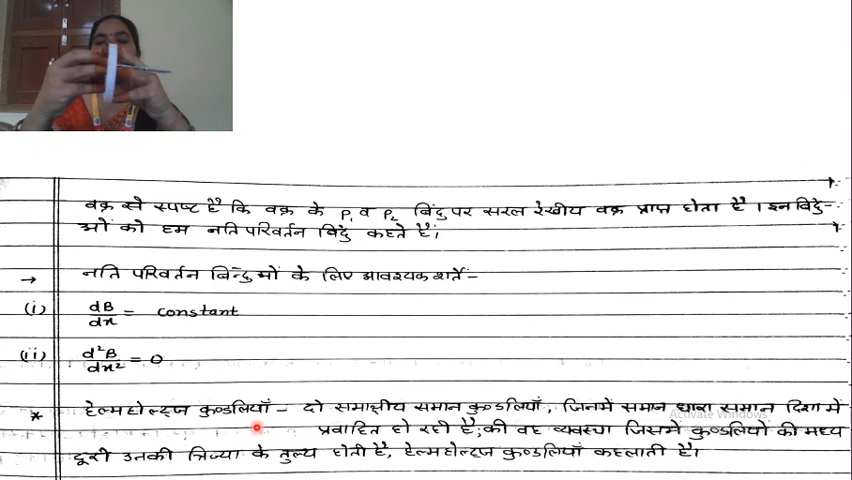 वक्र से स्पष्ट है कि वक्र के P₁ व P₂ बिंदु पर सरल रेखीय वक्र प्राप्त होता है । इन बिंदु-
ओं को हम नति परिवर्तन बिंदु कहते हैं।
→ नति परिवर्तन बिन्दुओं के लिए आवश्यक शर्तें -
(i) dB/dx = constant
(ii) d²B/dx² = 0
* हेल्महोल्ट्ज कुण्डलियाँ - दो समाक्षीय समान कुण्डलियाँ, जिनमें समान धारा समान दिशा में
Activate Windows
प्रवाहित हो रही है; की वह व्यवस्था जिसमें कुण्डलियों की मध्य
दूरी उनकी त्रिज्या के तुल्य होती है, हेल्महोल्ट्ज कुण्डलियाँ कहलाती है।